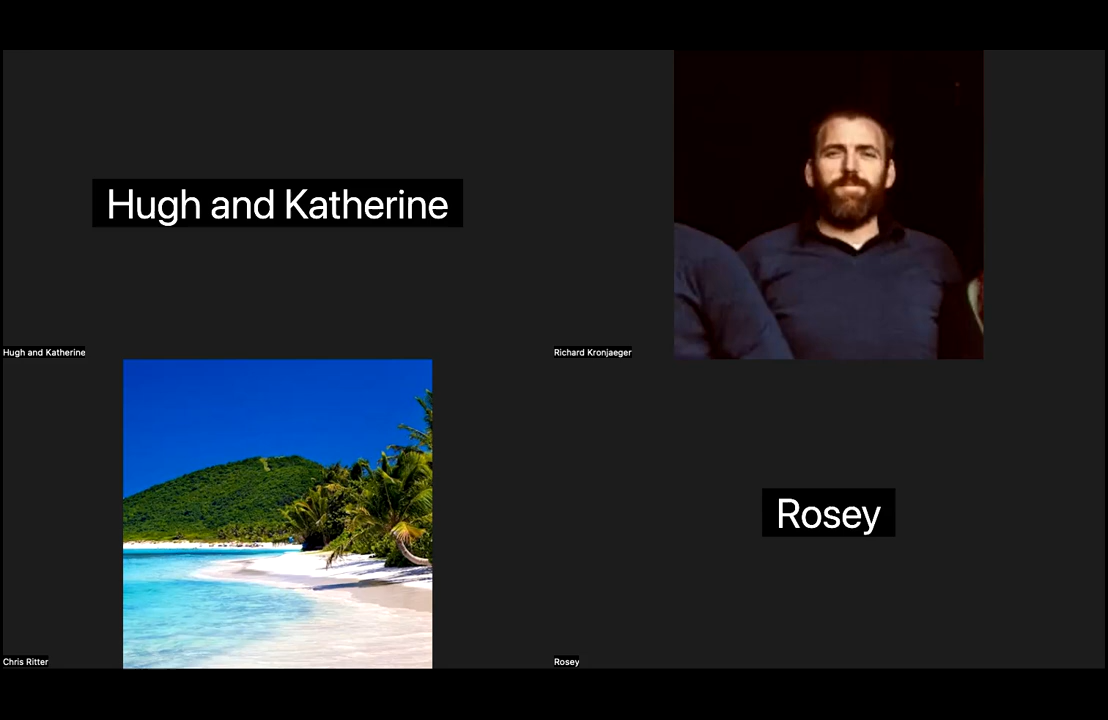 Hugh and Katherine
Hugh and Katherine
Richard Kronjaeger
Rosey
Chris Ritter
Rosey